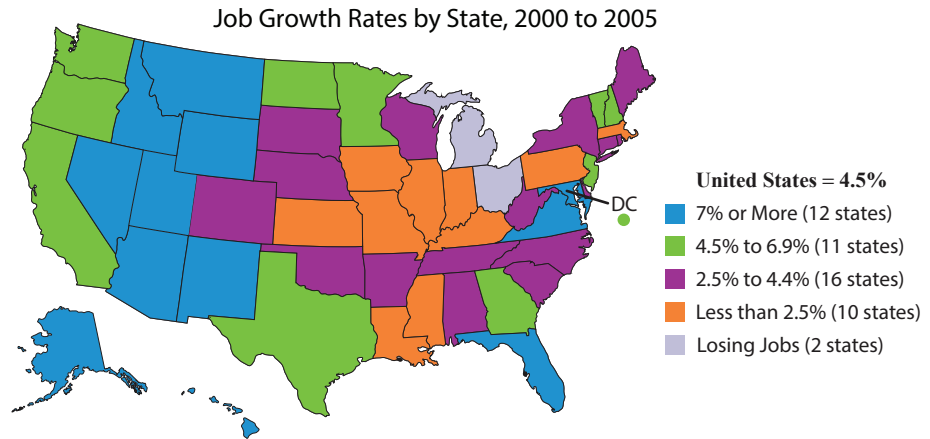 Job Growth Rates by State, 2000 to 2005
United States = 4.5%
DC
7% or More (12 states)
4.5% to 6.9% (11 states)
2.5% to 4.4% (16 states)
Less than 2.5% (10 states)
Losing Jobs (2 states)